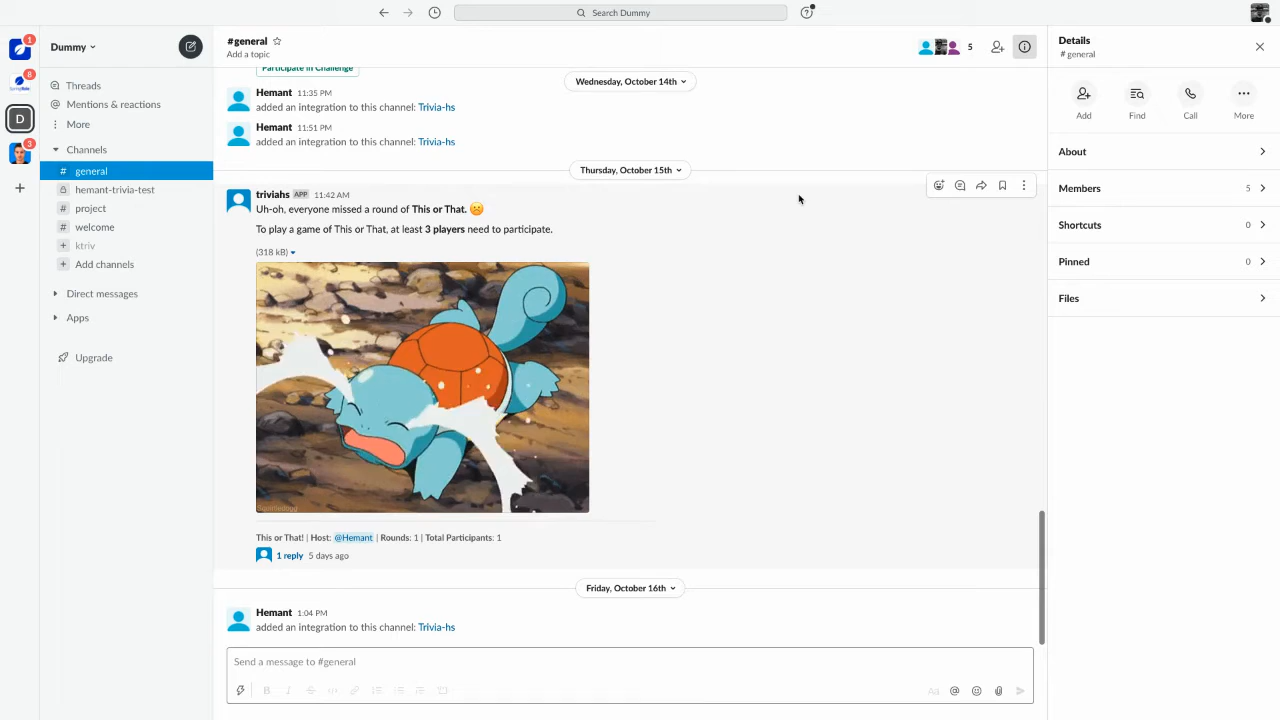 Search Dummy
1
8
D
3
Dummy
Threads
Mentions & reactions
More
Channels
# general
hemant-trivia-test
# project
# welcome
+ ktriv
+ Add channels
Direct messages
Apps
Upgrade
#general
Add a topic
5
Participate in Challenge
Wednesday, October 14th
Hemant 11:35 PM
added an integration to this channel: Trivia-hs
Hemant 11:51 PM
added an integration to this channel: Trivia-hs
Thursday, October 15th
triviahs APP 11:42 AM
Uh-oh, everyone missed a round of This or That.
To play a game of This or That, at least 3 players need to participate.
(318 kB)
This or That! | Host: @Hemant | Rounds: 1 | Total Participants: 1
1 reply 5 days ago
Friday, October 16th
Hemant 1:04 PM
added an integration to this channel: Trivia-hs
Send a message to #general
B I S
Aa @
Details
# general
Add Find Call More
About
Members 5
Shortcuts 0
Pinned 0
Files